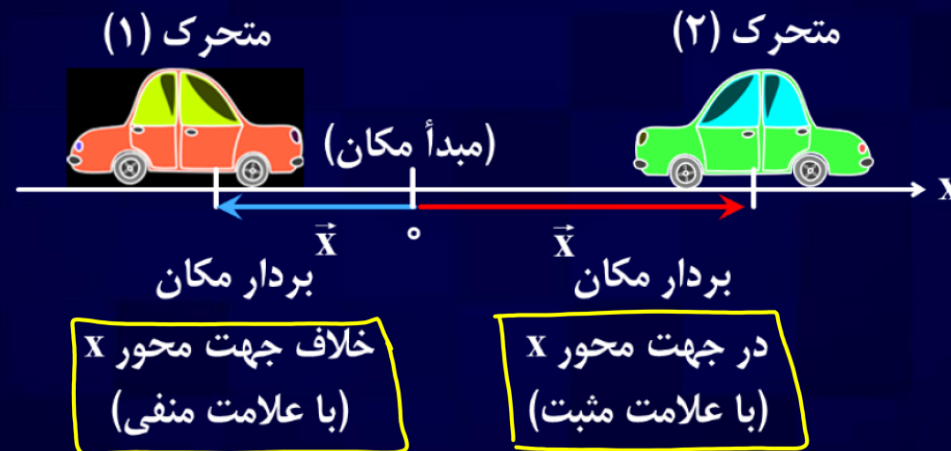 متحرک (۲)
متحرک (۱)
(مبدأ مکان)
x
x⃗
°
x⃗
بردار مکان
در جهت محور x
(با علامت مثبت)
بردار مکان
خلاف جهت محور x
(با علامت منفی)